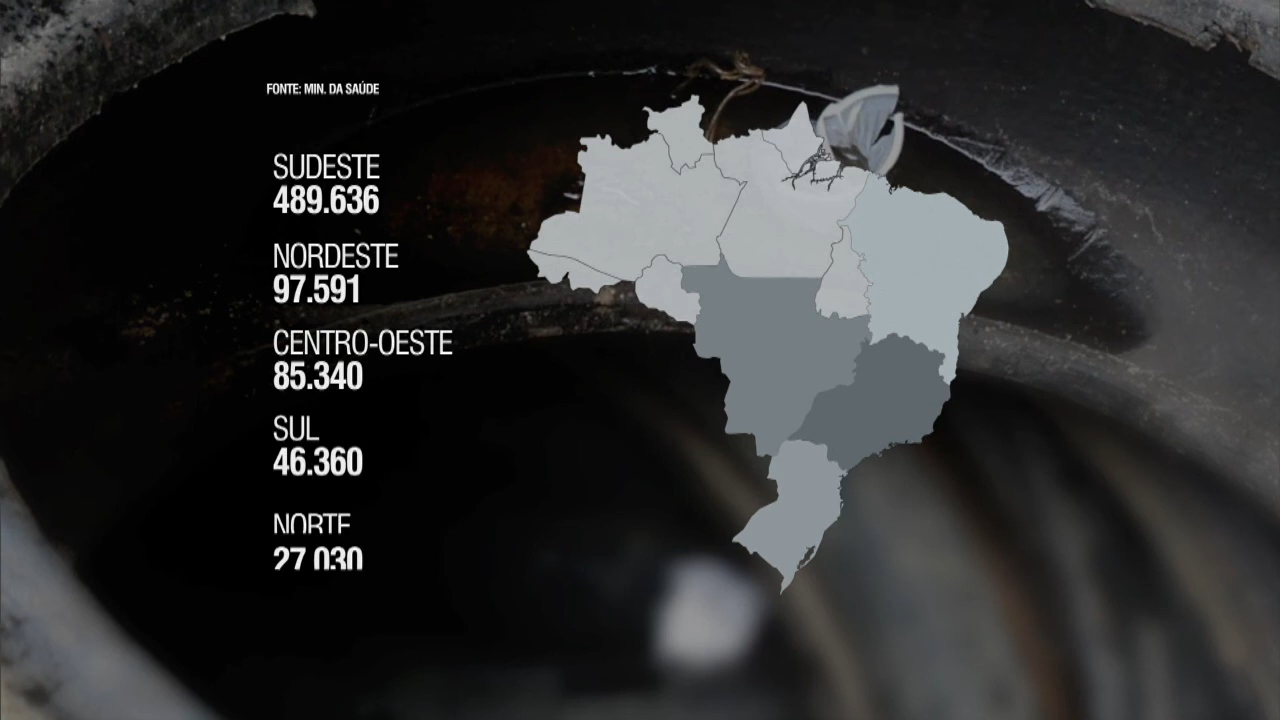 FONTE: MIN. DA SAÚDE
SUDESTE
489.636
NORDESTE
97.591
CENTRO-OESTE
85.340
SUL
46.360
NORTE
27.030